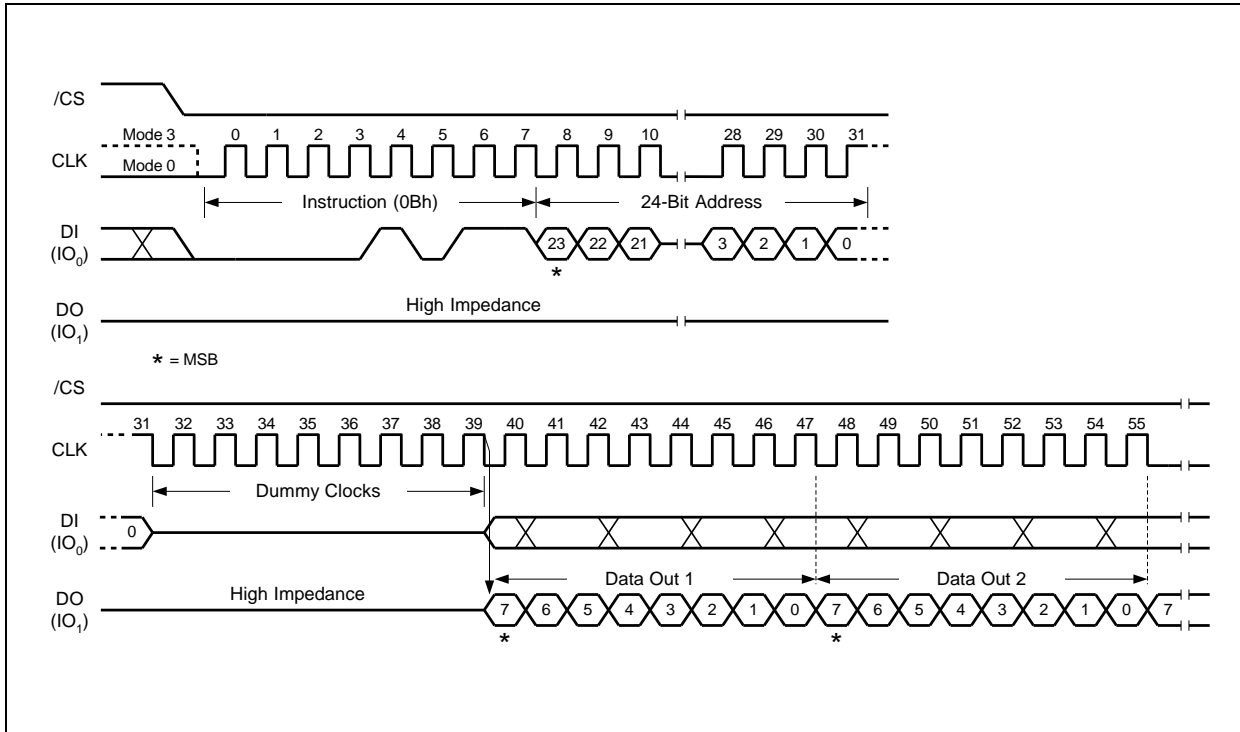 /CS
Mode 3
0 1 2 3 4 5 6 7 8 9 10 28 29 30 31
CLK
Mode 0
Instruction (0Bh)
24-Bit Address
DI
(IO0)
23 22 21 3 2 1 0
*
DO
(IO1)
High Impedance
* = MSB
/CS
31 32 33 34 35 36 37 38 39 40 41 42 43 44 45 46 47 48 49 50 51 52 53 54 55
CLK
Dummy Clocks
DI
(IO0)
0
Data Out 1
Data Out 2
DO
(IO1)
High Impedance
7 6 5 4 3 2 1 0 7 6 5 4 3 2 1 0 7
* *